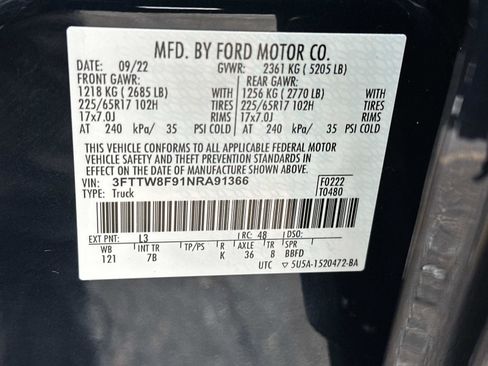 MFD. BY FORD MOTOR CO.
DATE: 09/22 GVWR: 2361 KG ( 5205 LB)
FRONT GAWR: REAR GAWR:
1218 KG ( 2685 LB) WITH 1256 KG ( 2770 LB) WITH
225/65R17 102H TIRES 225/65R17 102H TIRES
17x7.0J RIMS 17x7.0J RIMS
AT 240 kPa/ 35 PSI COLD AT 240 kPa/ 35 PSI COLD
THIS VEHICLE CONFORMS TO ALL APPLICABLE FEDERAL MOTOR
VEHICLE SAFETY AND THEFT PREVENTION STANDARDS IN
EFFECT ON THE DATE OF MANUFACTURE SHOWN ABOVE.
VIN: 3FTTW8F91NRA91366 F0222
TYPE: Truck T0480
EXT PNT: L3 RC: 48 DSO:
WB INT TR TP/PS R AXLE TR SPR
121 7B K 36 8 BBFD
UTC ▽ 5U5A-1520472-BA